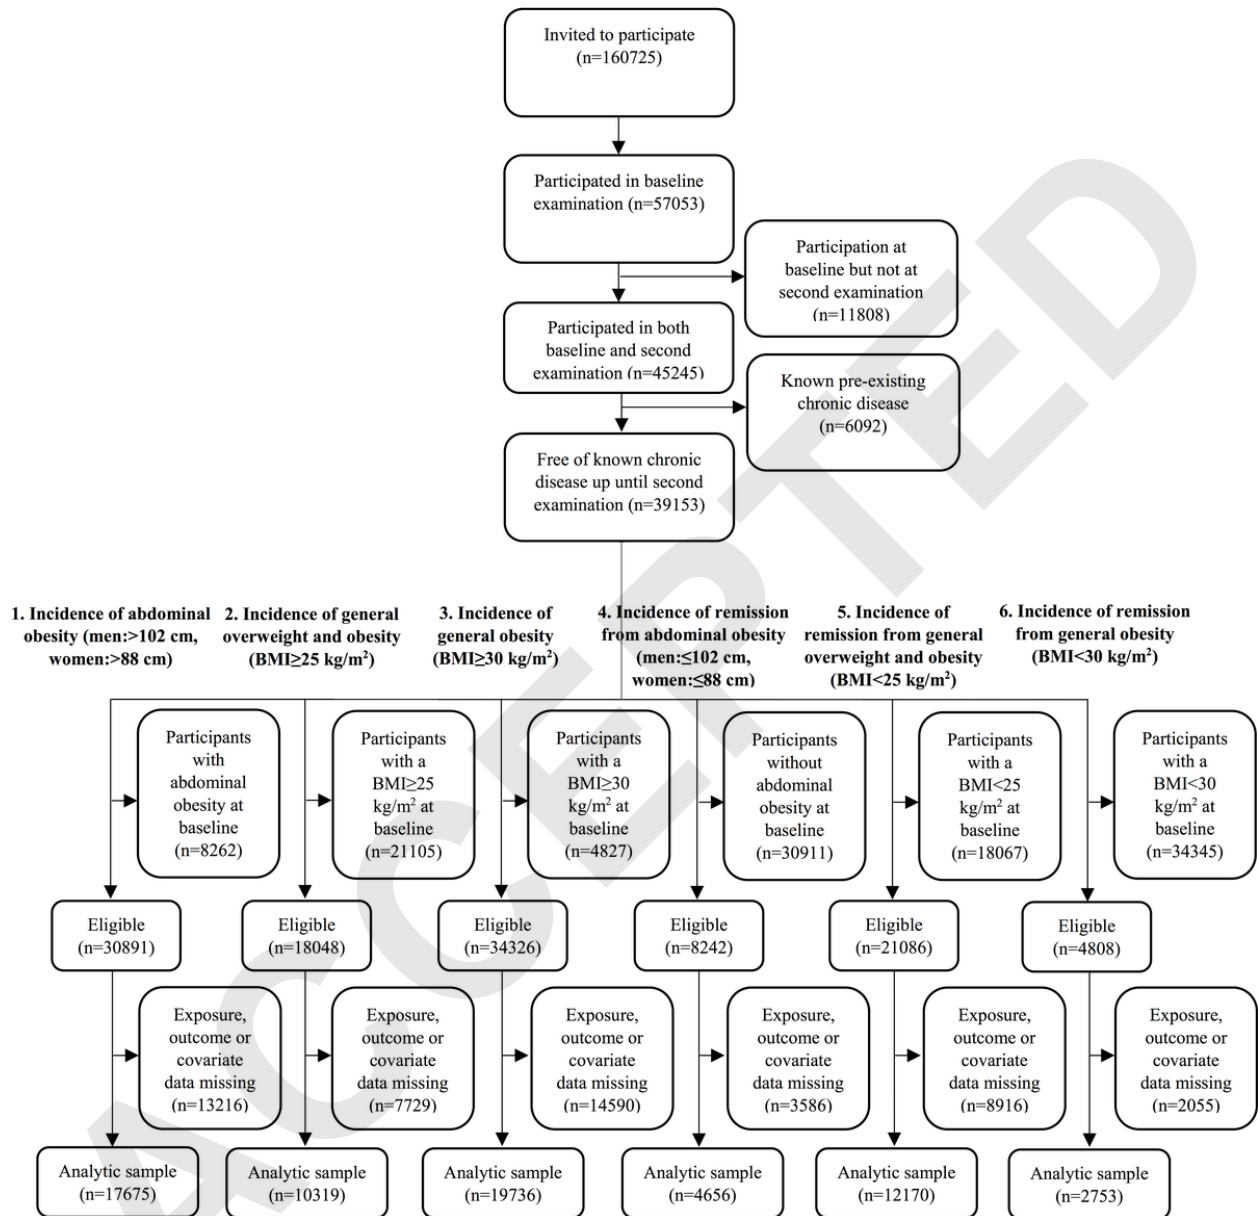 Invited to participate
(n=160725)
Participated in baseline
examination (n=57053)
Participation at
baseline but not at
second examination
(n=11808)
Participated in both
baseline and second
examination (n=45245)
Known pre-existing
chronic disease
(n=6092)
Free of known chronic
disease up until second
examination (n=39153)
1. Incidence of abdominal
obesity (men:>102 cm,
women:>88 cm)
2. Incidence of general
overweight and obesity
(BMI≥25 kg/m²)
3. Incidence of
general obesity
(BMI≥30 kg/m²)
4. Incidence of remission
from abdominal obesity
(men:≤102 cm,
women:≤88 cm)
5. Incidence of
remission from general
overweight and obesity
(BMI<25 kg/m²)
6. Incidence of remission
from general obesity
(BMI<30 kg/m²)
Participants
with
abdominal
obesity at
baseline
(n=8262)
Participants
with a
BMI≥25
kg/m² at
baseline
(n=21105)
Participants
with a
BMI≥30
kg/m² at
baseline
(n=4827)
Participants
without
abdominal
obesity at
baseline
(n=30911)
Participants
with a
BMI<25
kg/m² at
baseline
(n=18067)
Participants
with a
BMI<30
kg/m² at
baseline
(n=34345)
Eligible
(n=30891)
Eligible
(n=18048)
Eligible
(n=34326)
Eligible
(n=8242)
Eligible
(n=21086)
Eligible
(n=4808)
Exposure,
outcome or
covariate
data missing
(n=13216)
Exposure,
outcome or
covariate
data missing
(n=7729)
Exposure,
outcome or
covariate
data missing
(n=14590)
Exposure,
outcome or
covariate
data missing
(n=3586)
Exposure,
outcome or
covariate
data missing
(n=8916)
Exposure,
outcome or
covariate
data missing
(n=2055)
Analytic sample
(n=17675)
Analytic sample
(n=10319)
Analytic sample
(n=19736)
Analytic sample
(n=4656)
Analytic sample
(n=12170)
Analytic sample
(n=2753)
ACCEPTED